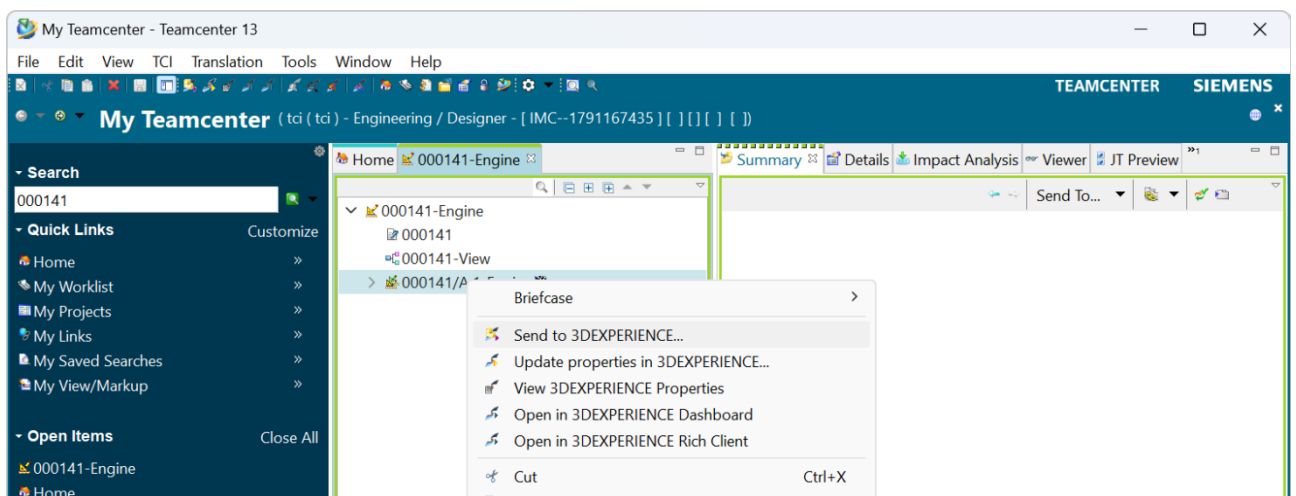 My Teamcenter - Teamcenter 13
File Edit View TCI Translation Tools Window Help
TEAMCENTER SIEMENS
My Teamcenter ( tci ( tci ) - Engineering / Designer - [ IMC--1791167435 ] [ ] [ ] [ ] [ ])
Search
000141
Quick Links Customize
Home
My Worklist
My Projects
My Links
My Saved Searches
My View/Markup
Open Items Close All
000141-Engine
Home
Home 000141-Engine
000141-Engine
000141
000141-View
Summary Details Impact Analysis Viewer JT Preview
Send To...
Briefcase
Send to 3DEXPERIENCE...
Update properties in 3DEXPERIENCE...
View 3DEXPERIENCE Properties
Open in 3DEXPERIENCE Dashboard
Open in 3DEXPERIENCE Rich Client
Cut Ctrl+X